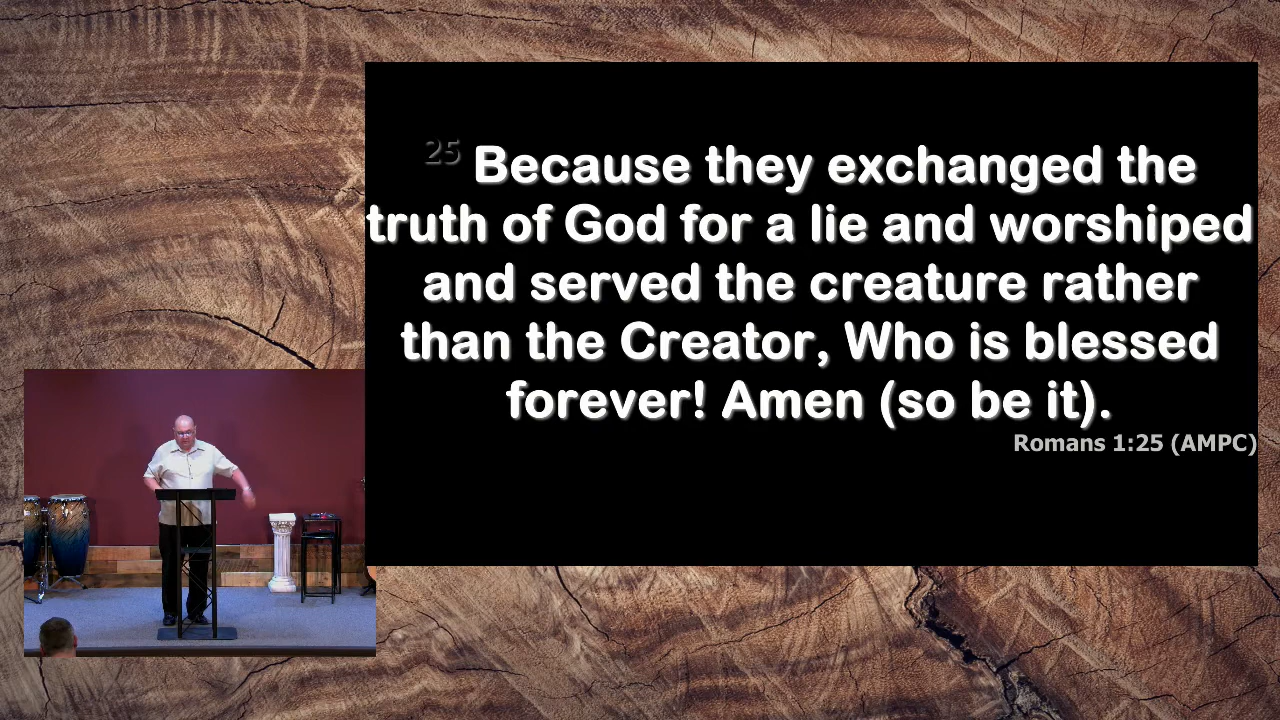 25 Because they exchanged the
truth of God for a lie and worshiped
and served the creature rather
than the Creator, Who is blessed
forever! Amen (so be it).
Romans 1:25 (AMPC)